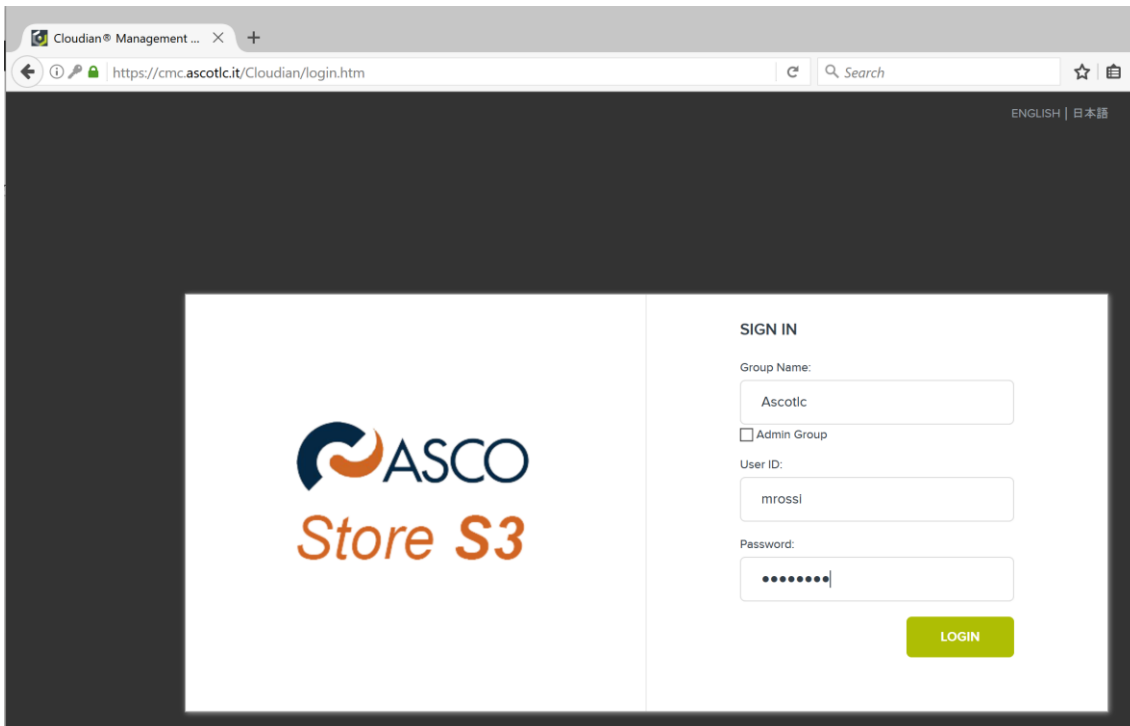 Cloudian® Management ...
https://cmc.ascotlc.it/Cloudian/login.htm
Search
ENGLISH | 日本語
SIGN IN
Group Name:
Ascotlc
Admin Group
User ID:
mrossi
Password:
••••••••
LOGIN
ASCO
Store S3